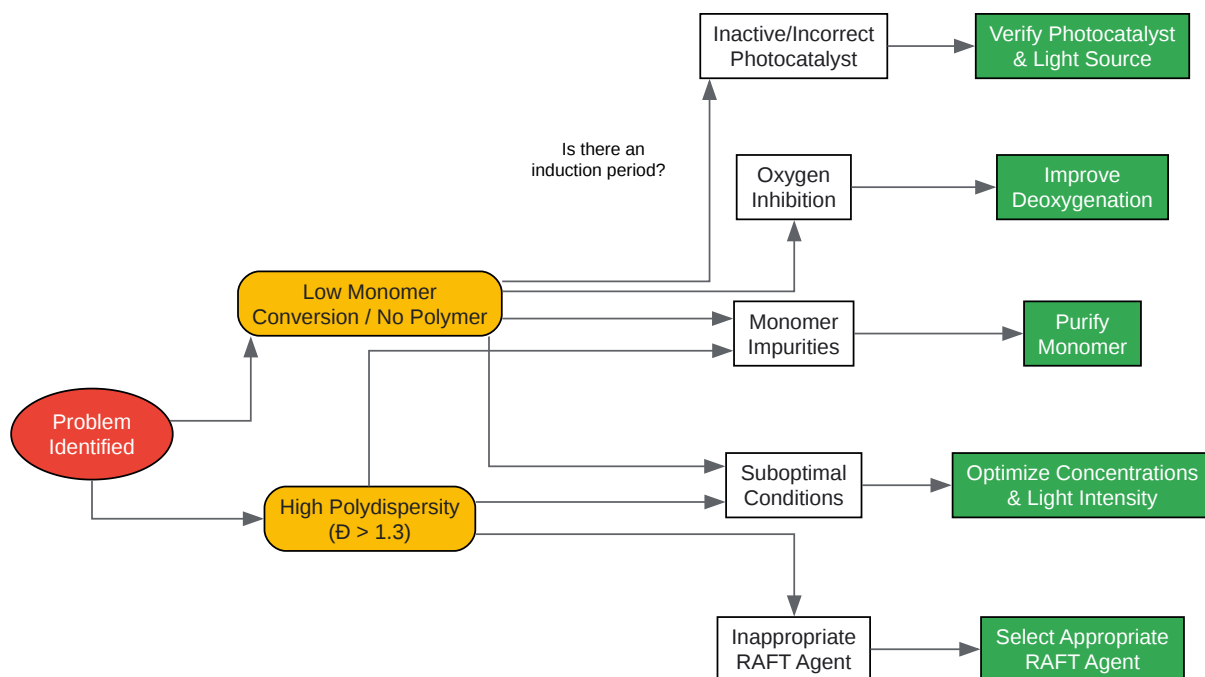 Inactive/Incorrect
Photocatalyst
Verify Photocatalyst
& Light Source
Is there an
induction period?
Oxygen
Inhibition
Improve
Deoxygenation
Low Monomer
Conversion / No Polymer
Monomer
Impurities
Purify
Monomer
Problem
Identified
Suboptimal
Conditions
Optimize Concentrations
& Light Intensity
High Polydispersity
(Đ > 1.3)
Inappropriate
RAFT Agent
Select Appropriate
RAFT Agent